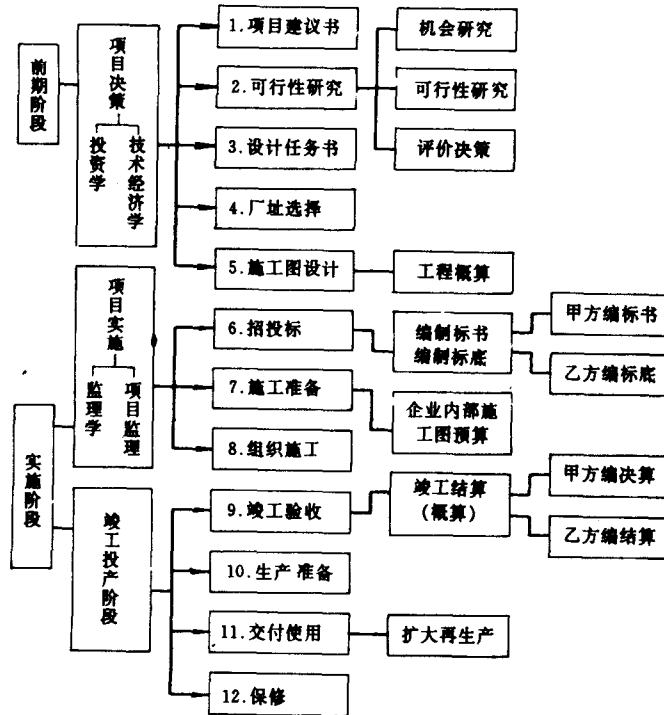 前期阶段
项目决策
投资学
技术经济学
1.项目建议书
2.可行性研究
机会研究
可行性研究
评价决策
3.设计任务书
4.厂址选择
5.施工图设计
工程概算
实施阶段
项目实施
监理学
项目监理
6.招投标
编制标书
编制标底
甲方编标书
乙方编标底
7.施工准备
企业内部施
工图预算
8.组织施工
竣工投产阶段
9.竣工验收
竣工结算
(概算)
甲方编决算
乙方编结算
10.生产准备
11.交付使用
扩大再生产
12.保修